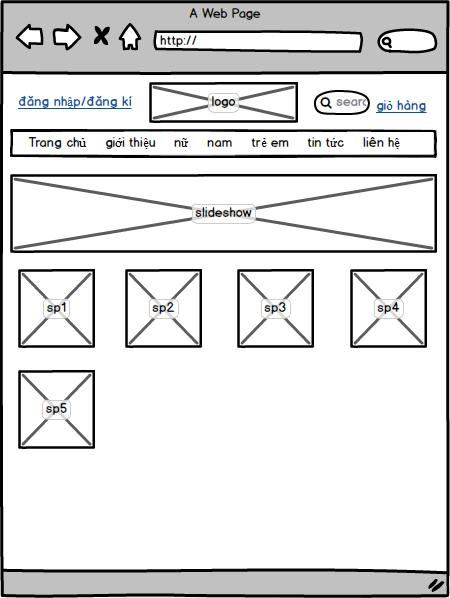 A Web Page
http://
đăng nhập/đăng kí
logo
searc
giỏ hàng
Trang chủ giới thiệu nữ nam trẻ em tin tức liên hệ
slideshow
sp1 sp2 sp3 sp4
sp5